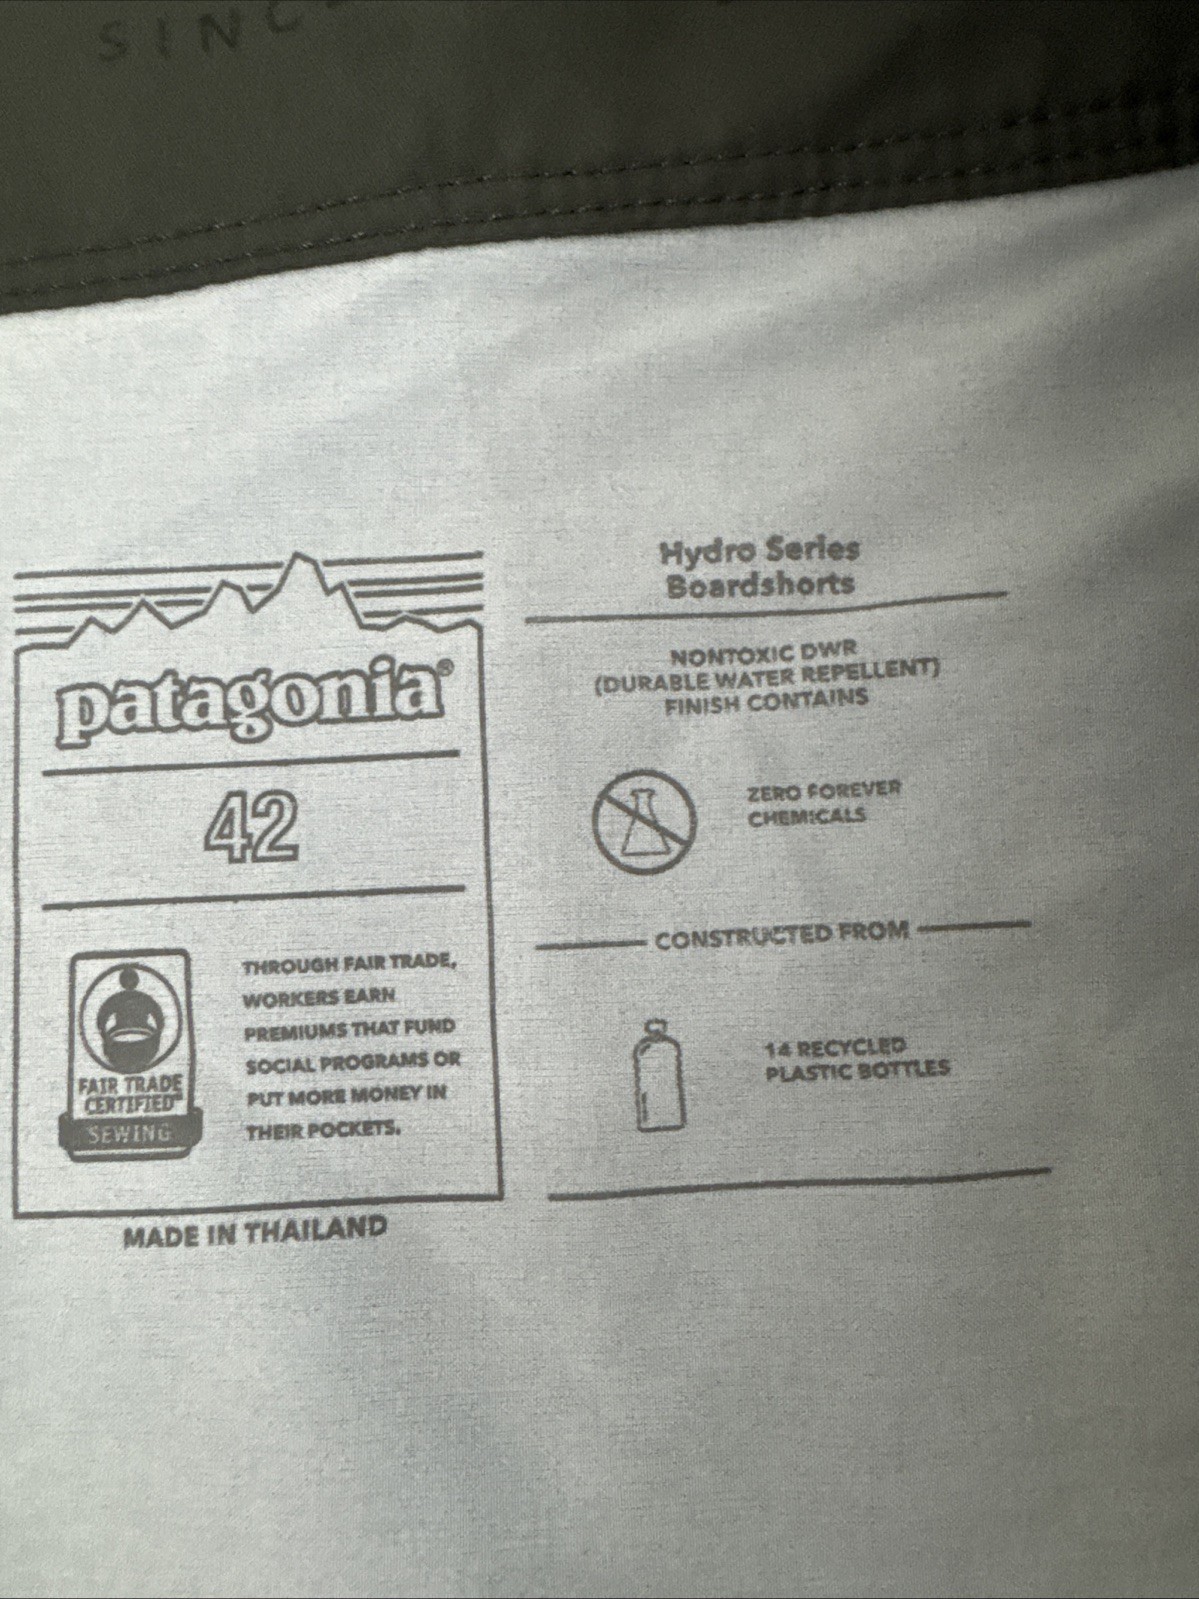 patagonia®
42
FAIR TRADE
CERTIFIED
SEWING
THROUGH FAIR TRADE,
WORKERS EARN
PREMIUMS THAT FUND
SOCIAL PROGRAMS OR
PUT MORE MONEY IN
THEIR POCKETS.
MADE IN THAILAND
Hydro Series
Boardshorts
NONTOXIC DWR
(DURABLE WATER REPELLENT)
FINISH CONTAINS
ZERO FOREVER
CHEMICALS
CONSTRUCTED FROM
14 RECYCLED
PLASTIC BOTTLES